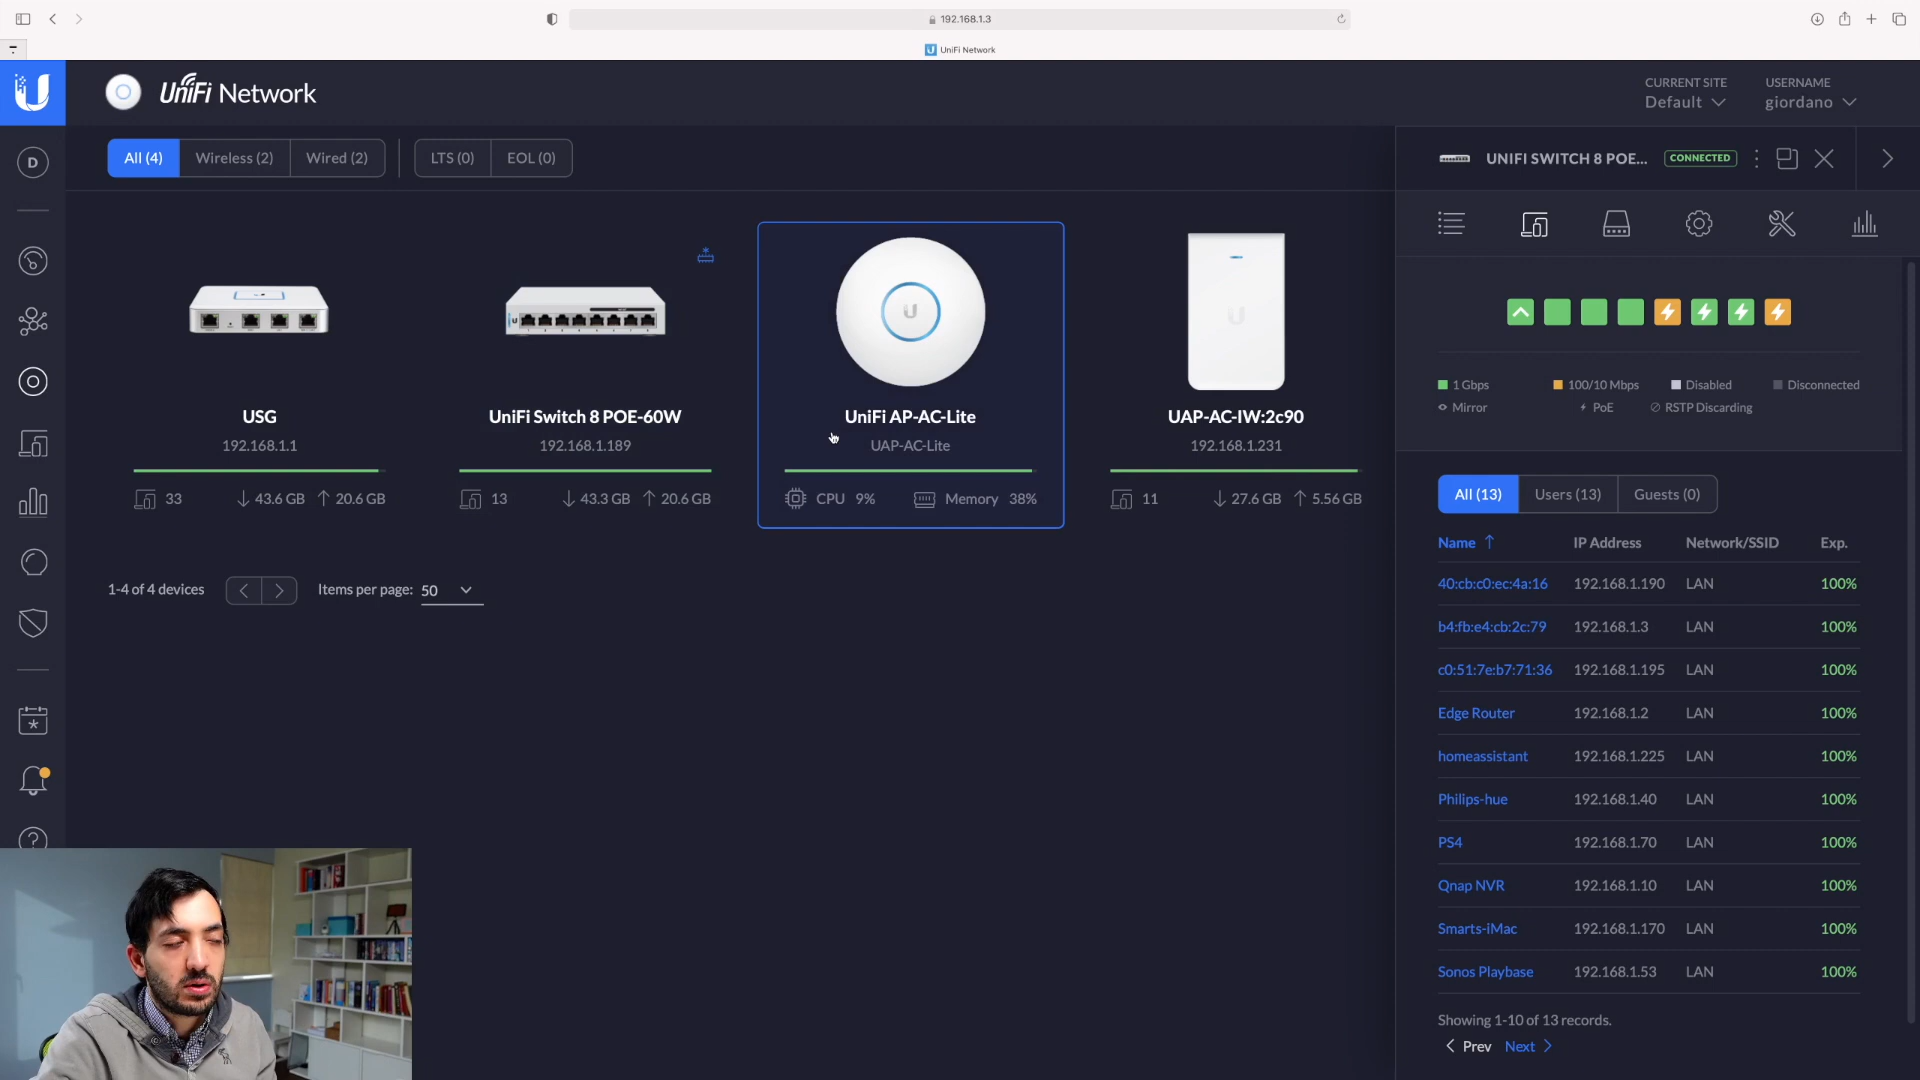 192.168.1.3
UniFi Network
UniFi Network
CURRENT SITE
Default
USERNAME
giordano
D
All (4)
Wireless (2)
Wired (2)
LTS (0)
EOL (0)
USG
192.168.1.1
33
43.6 GB
20.6 GB
UniFi Switch 8 POE-60W
192.168.1.189
13
43.3 GB
20.6 GB
UniFi AP-AC-Lite
UAP-AC-Lite
CPU 9%
Memory 38%
UAP-AC-IW:2c90
192.168.1.231
11
27.6 GB
5.56 GB
1-4 of 4 devices
Items per page: 50
UNIFI SWITCH 8 POE...
CONNECTED
1 Gbps
100/10 Mbps
Disabled
Disconnected
Mirror
PoE
RSTP Discarding
All (13)
Users (13)
Guests (0)
Name ↑ IP Address Network/SSID Exp.
40:cb:c0:ec:4a:16 192.168.1.190 LAN 100%
b4:fb:e4:cb:2c:79 192.168.1.3 LAN 100%
c0:51:7e:b7:71:36 192.168.1.195 LAN 100%
Edge Router 192.168.1.2 LAN 100%
homeassistant 192.168.1.225 LAN 100%
Philips-hue 192.168.1.40 LAN 100%
PS4 192.168.1.70 LAN 100%
Qnap NVR 192.168.1.10 LAN 100%
Smarts-iMac 192.168.1.170 LAN 100%
Sonos Playbase 192.168.1.53 LAN 100%
Showing 1-10 of 13 records.
Prev Next